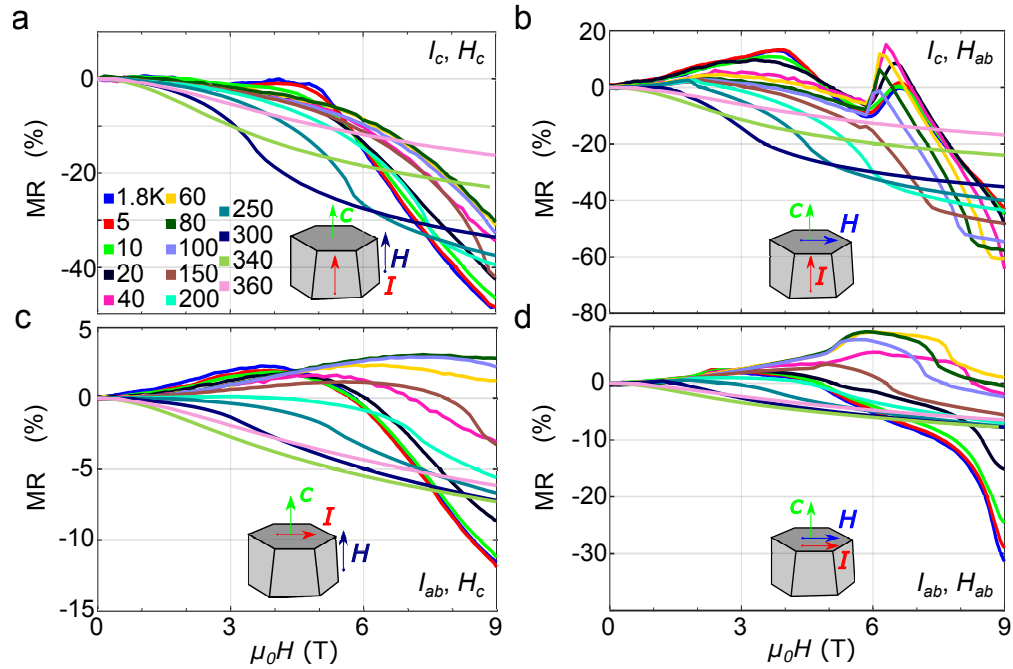 a
I_c, H_c
0
-20
-40
MR (%)
1.8K 60
5 80 250
10 100 300
20 150 340
40 200 360
C
H
I
b
I_c, H_ab
20
0
-20
-40
-60
-80
MR (%)
C
H
I
c
5
0
-5
-10
-15
MR (%)
C
I
H
I_ab, H_c
0 3 6 9
μ₀H (T)
d
0
-10
-20
-30
MR (%)
C
H
I
I_ab, H_ab
0 3 6 9
μ₀H (T)